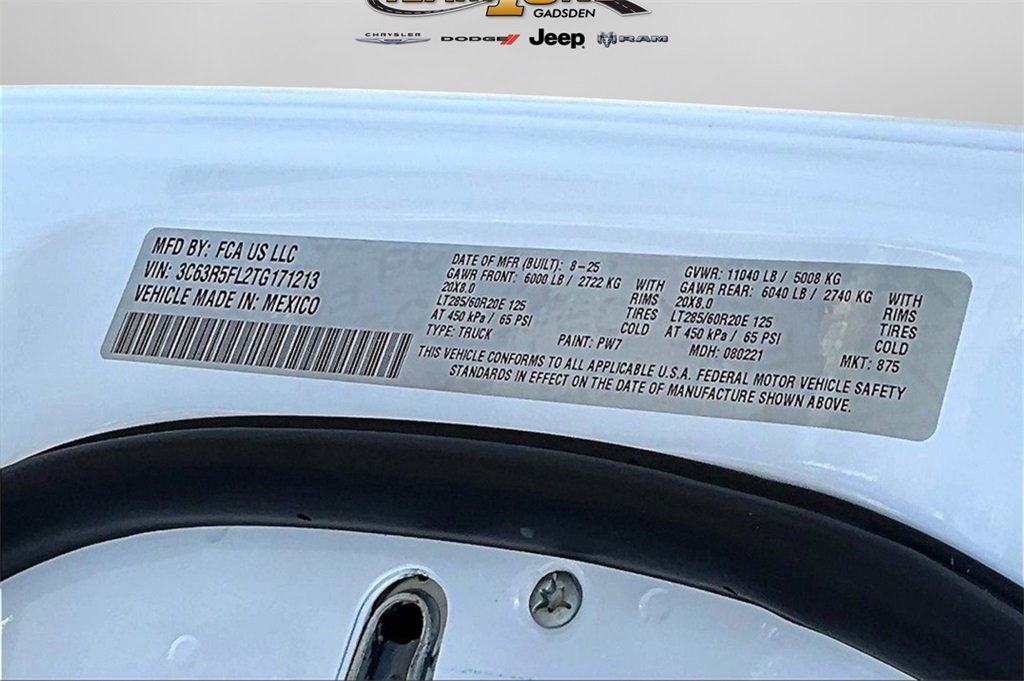 GADSDEN
CHRYSLER DODGE Jeep RAM
MFD BY: FCA US LLC
VIN: 3C63R5FL2TG171213
VEHICLE MADE IN: MEXICO
DATE OF MFR (BUILT): 8-25
GAWR FRONT: 6000 LB / 2722 KG WITH
20X8.0 RIMS
LT285/60R20E 125 TIRES
AT 450 kPa / 65 PSI COLD
TYPE: TRUCK PAINT: PW7
GVWR: 11040 LB / 5008 KG
GAWR REAR: 6040 LB / 2740 KG WITH
20X8.0 RIMS
LT285/60R20E 125 TIRES
AT 450 kPa / 65 PSI COLD
MDH: 080221 MKT: 875
THIS VEHICLE CONFORMS TO ALL APPLICABLE U.S.A. FEDERAL MOTOR VEHICLE SAFETY
STANDARDS IN EFFECT ON THE DATE OF MANUFACTURE SHOWN ABOVE.